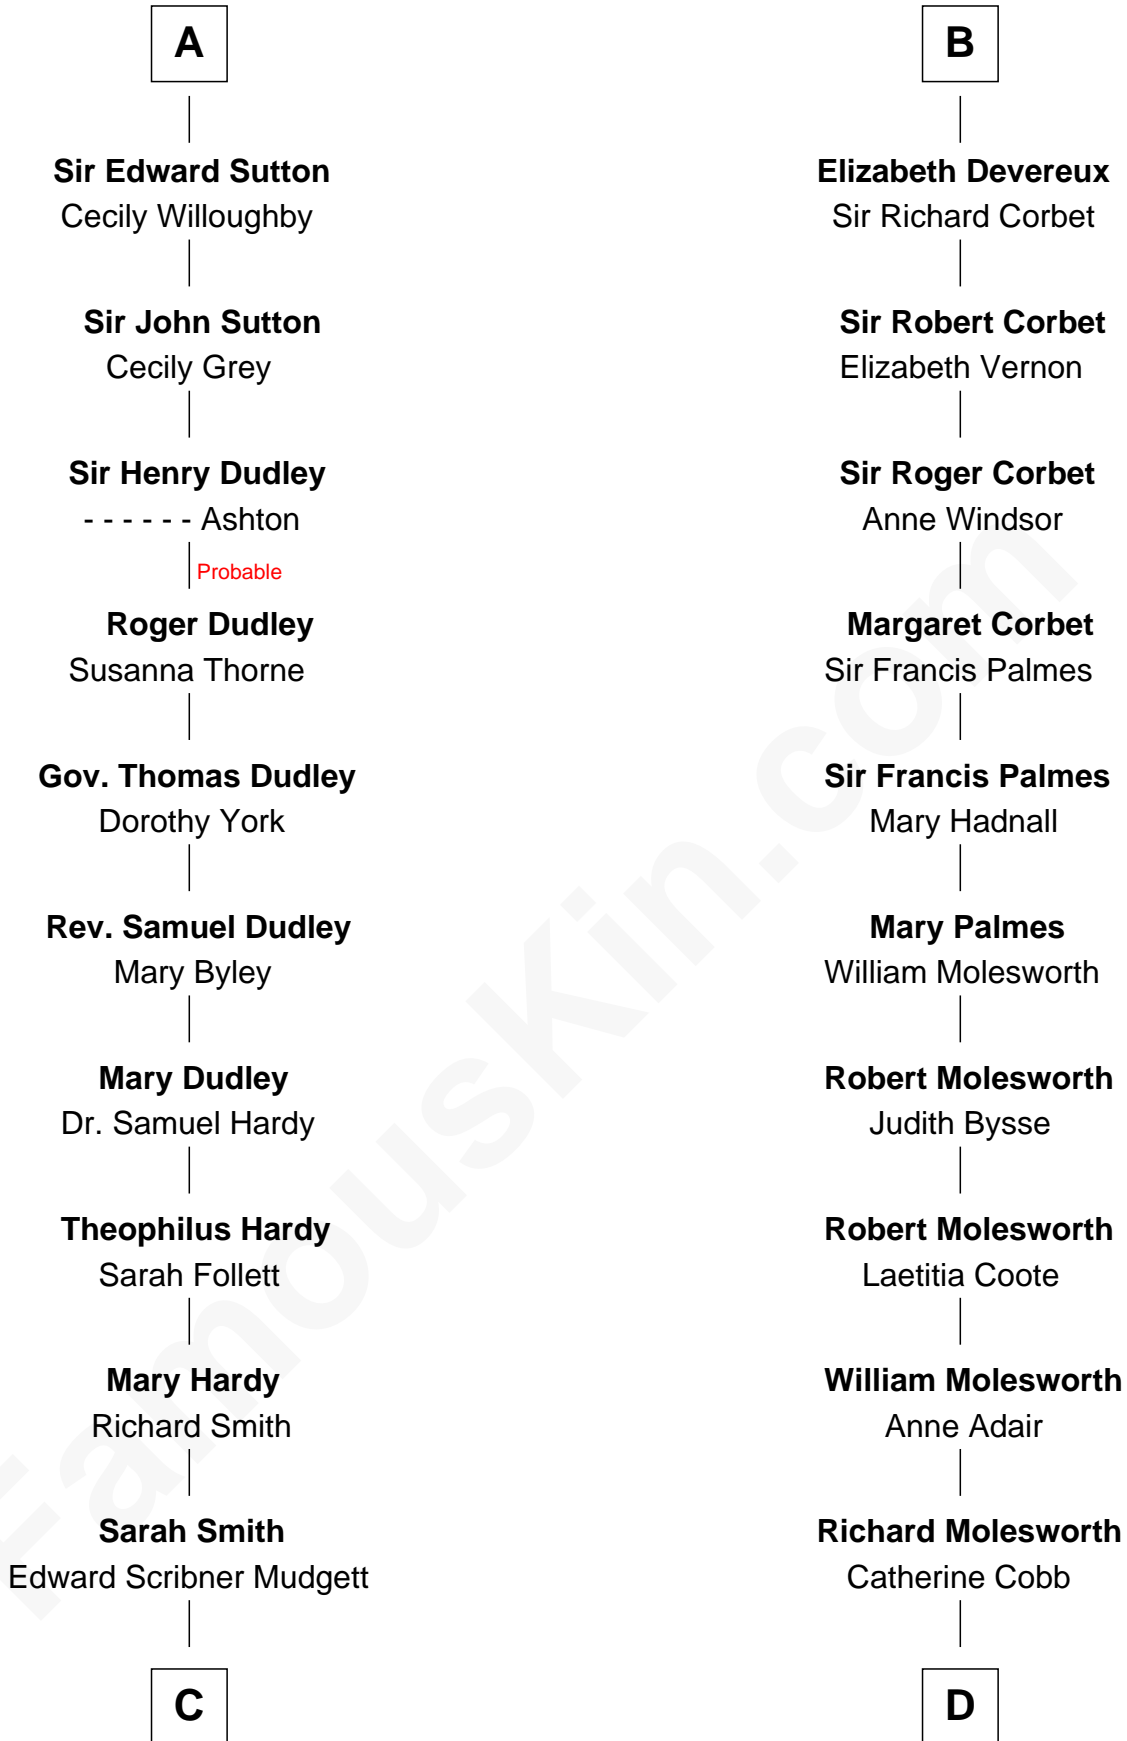 A
Sir Edward Sutton
Cecily Willoughby
Sir John Sutton
Cecily Grey
Sir Henry Dudley
- - - - - - Ashton
Probable
Roger Dudley
Susanna Thorne
Gov. Thomas Dudley
Dorothy York
Rev. Samuel Dudley
Mary Byley
Mary Dudley
Dr. Samuel Hardy
Theophilus Hardy
Sarah Follett
Mary Hardy
Richard Smith
Sarah Smith
Edward Scribner Mudgett
C
B
Elizabeth Devereux
Sir Richard Corbet
Sir Robert Corbet
Elizabeth Vernon
Sir Roger Corbet
Anne Windsor
Margaret Corbet
Sir Francis Palmes
Sir Francis Palmes
Mary Hadnall
Mary Palmes
William Molesworth
Robert Molesworth
Judith Bysse
Robert Molesworth
Laetitia Coote
William Molesworth
Anne Adair
Richard Molesworth
Catherine Cobb
D
FamousKin.com